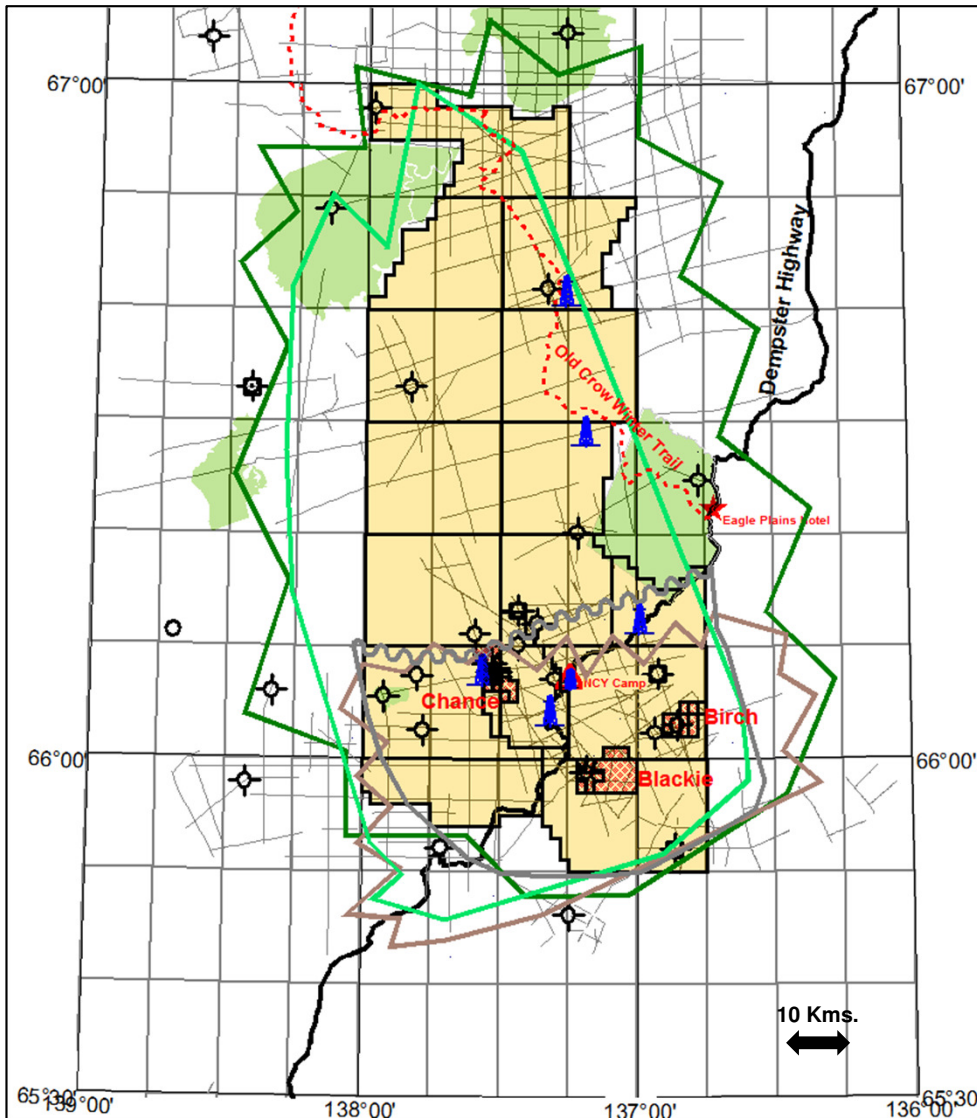 67°00'
67°00'
Dempster Highway
Old Crow Winter Trail
Eagle Plains Hotel
NCY Camp
Chance
Birch
66°00'
66°00'
Blackie
10 Kms.
65°30'
65°30'
139°00'
138°00'
137°00'
136°00'